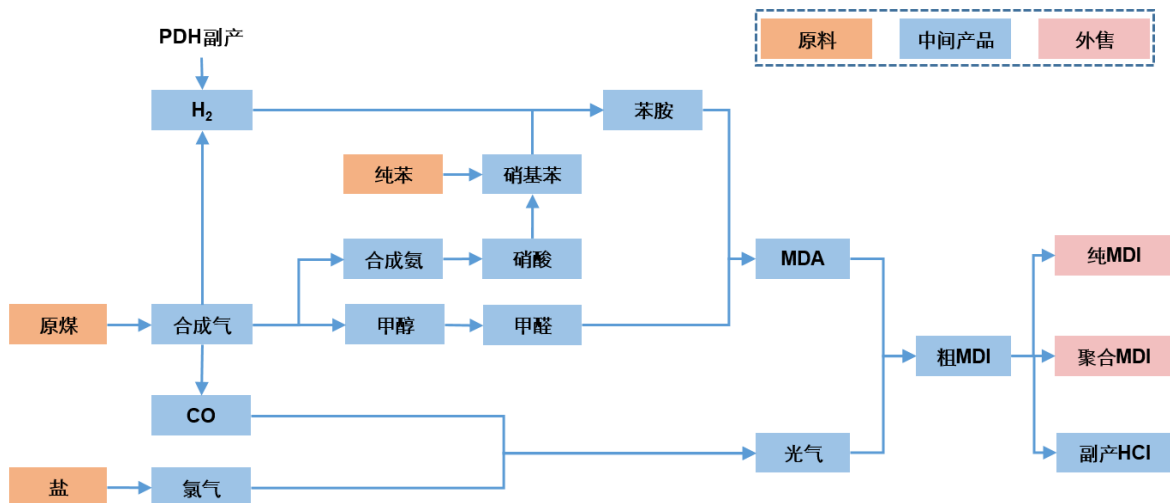 PDH副产
原料
中间产品
外售
H₂
苯胺
纯苯
硝基苯
合成氨
硝酸
MDA
纯MDI
原煤
合成气
甲醇
甲醛
粗MDI
聚合MDI
CO
光气
副产HCl
盐
氯气